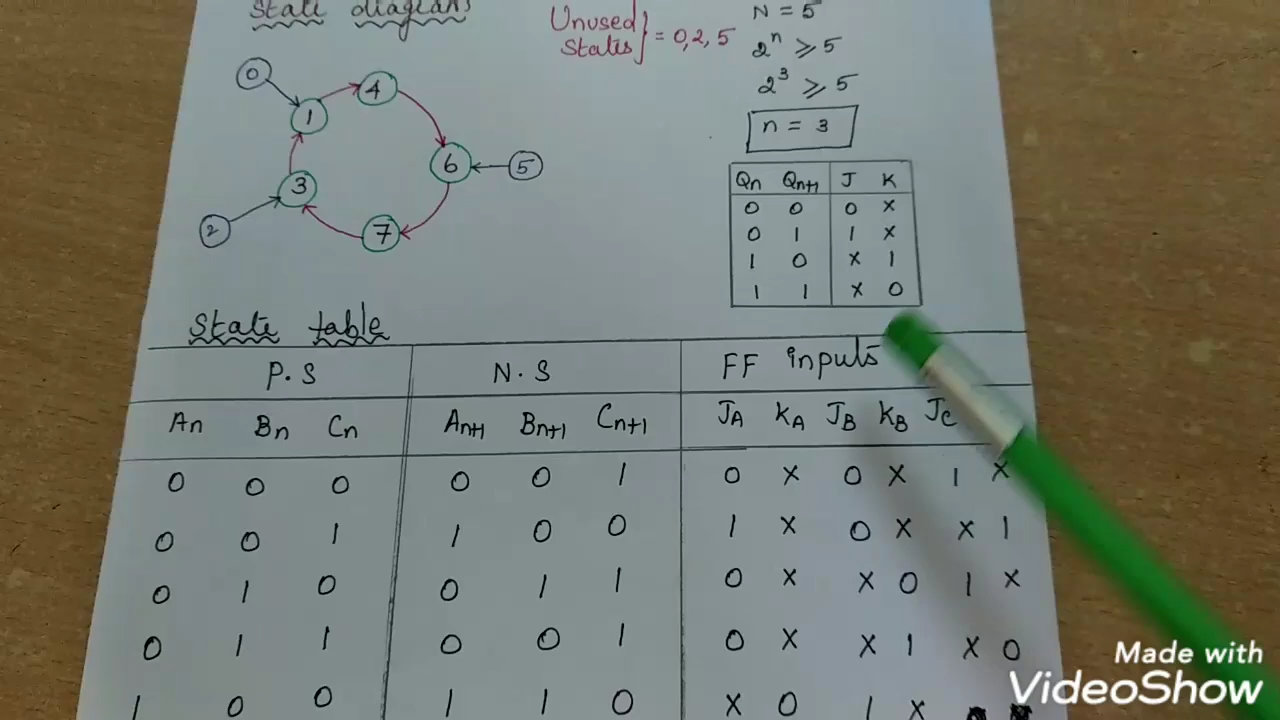 State diagram
Unused States } = 0, 2, 5
N = 5
2ⁿ ⩾ 5
2³ ⩾ 5
n = 3
0
4
1
6
5
3
2
7
Qn Qn+1 J K
0 0 0 x
0 1 1 x
1 0 x 1
1 1 x 0
State table
P.S N.S FF inputs
An Bn Cn An+1 Bn+1 Cn+1 JA KA JB KB JC
0 0 0 0 0 1 0 x 0 x 1 x
0 0 1 1 0 0 1 x 0 x x 1
0 1 0 0 1 1 0 x x 0 1 x
0 1 1 0 0 1 0 x x 1 x 0
1 0 0 1 1 0 x 0 1 x
Made with
VideoShow